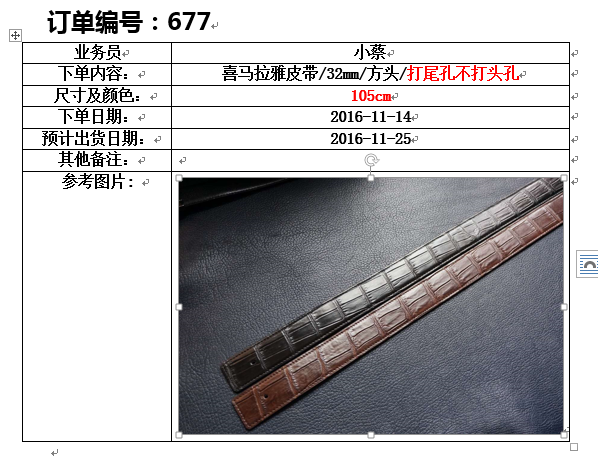 订单编号：677
业务员 小蔡
下单内容： 喜马拉雅皮带/32mm/方头/打尾孔不打头孔
尺寸及颜色： 105cm
下单日期： 2016-11-14
预计出货日期： 2016-11-25
其他备注：
参考图片：